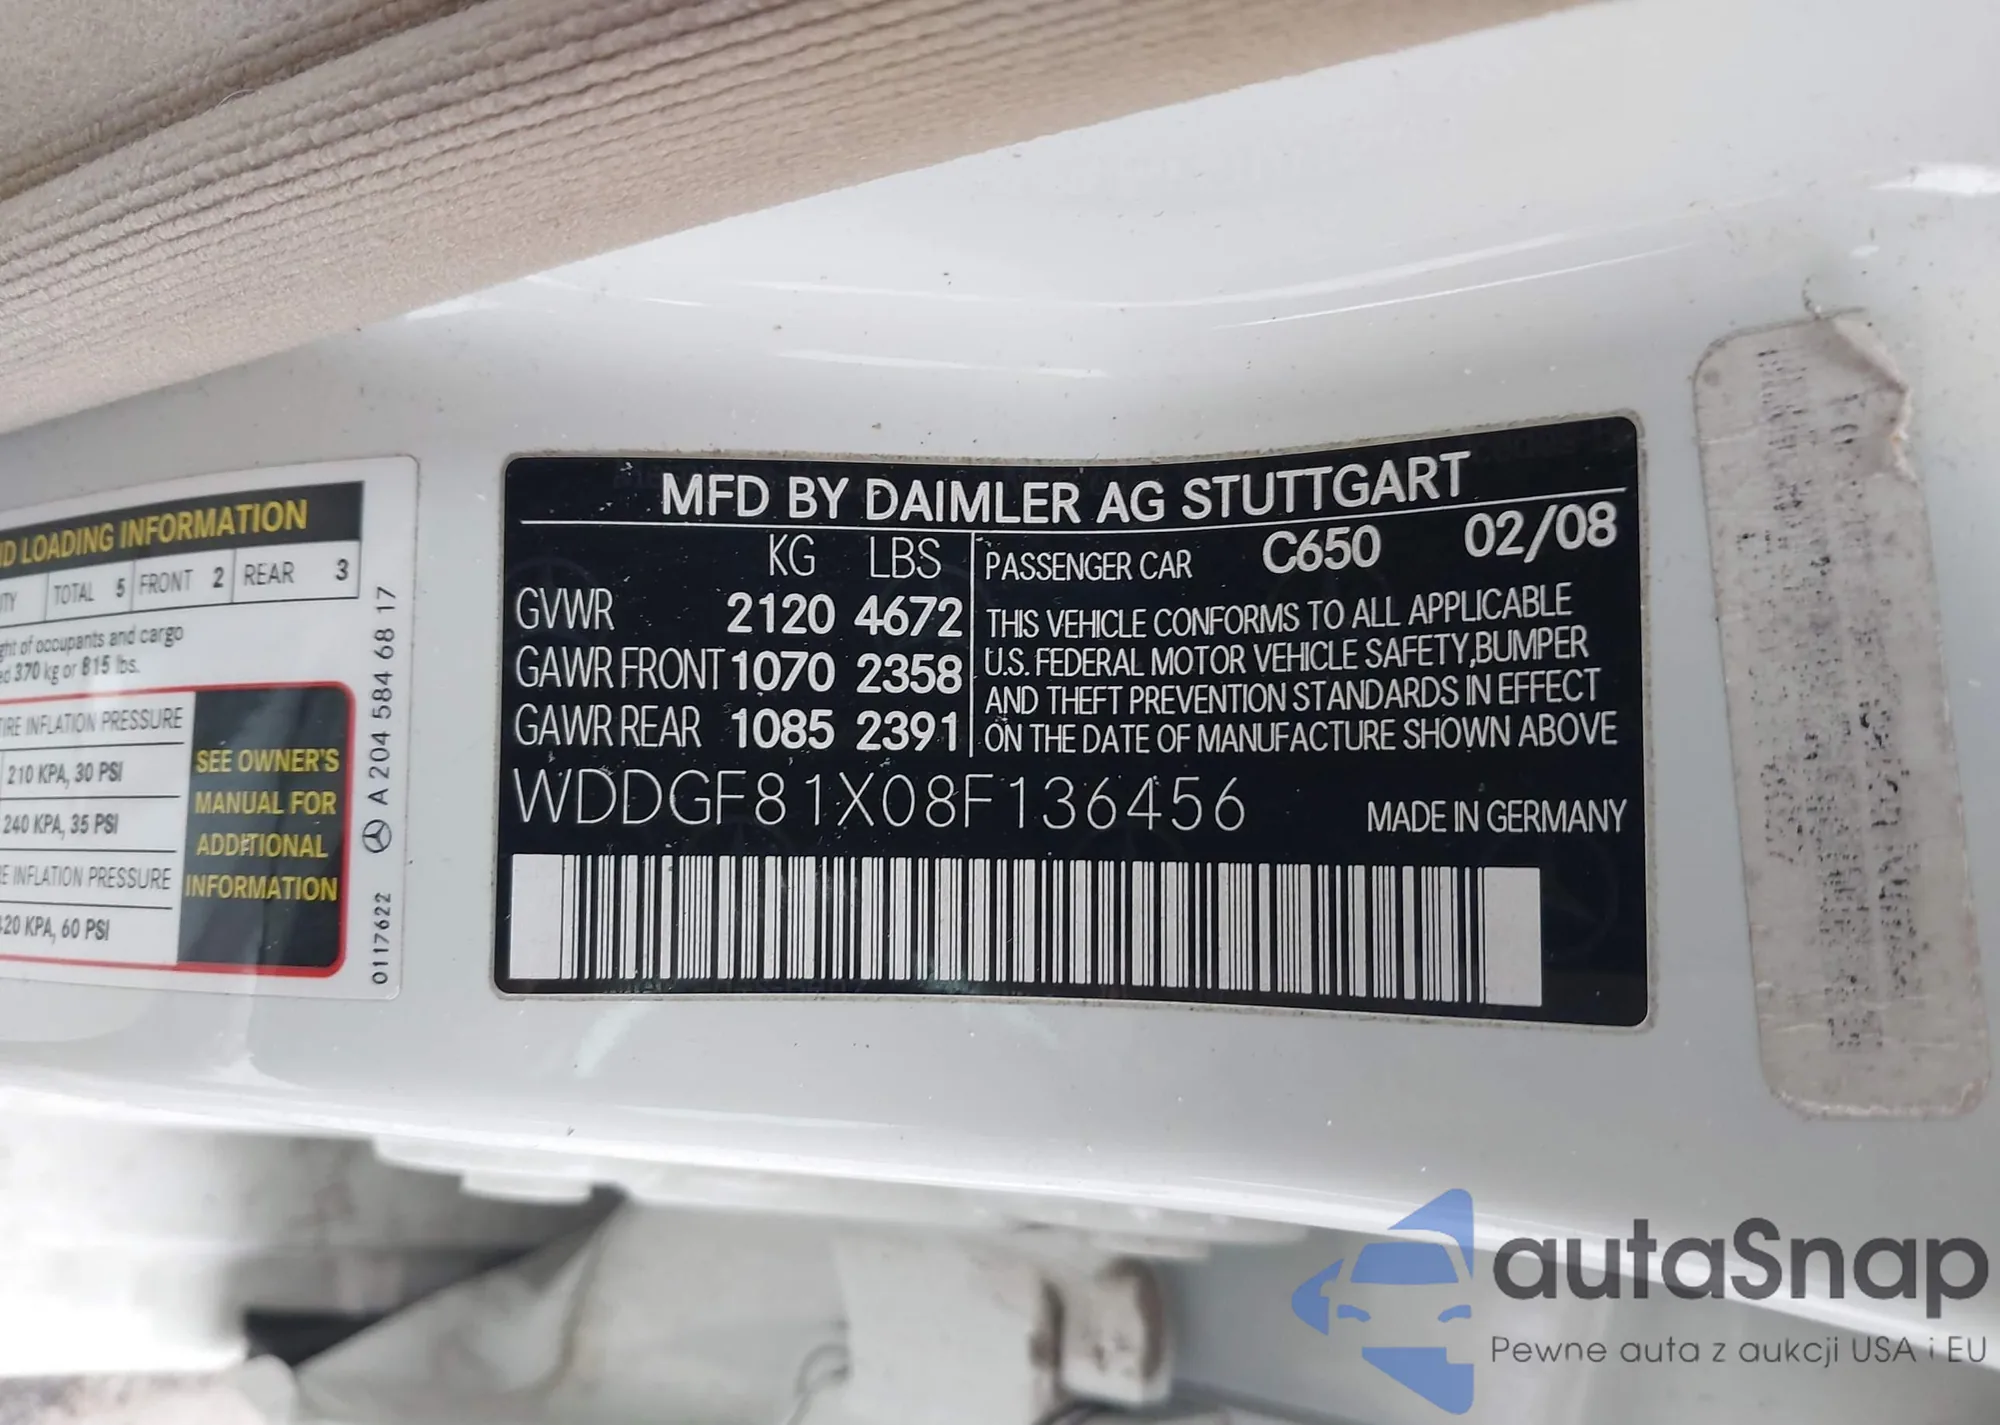 ND LOADING INFORMATION
TOTAL 5 FRONT 2 REAR 3
ght of occupants and cargo
370 kg or 815 lbs.
TIRE INFLATION PRESSURE
210 KPA, 30 PSI
240 KPA, 35 PSI
INFLATION PRESSURE
420 KPA, 60 PSI
SEE OWNER'S
MANUAL FOR
ADDITIONAL
INFORMATION
0117622 A 204 584 68 17
MFD BY DAIMLER AG STUTTGART
KG LBS
GVWR 2120 4672
GAWR FRONT 1070 2358
GAWR REAR 1085 2391
PASSENGER CAR C650 02/08
THIS VEHICLE CONFORMS TO ALL APPLICABLE
U.S. FEDERAL MOTOR VEHICLE SAFETY,BUMPER
AND THEFT PREVENTION STANDARDS IN EFFECT
ON THE DATE OF MANUFACTURE SHOWN ABOVE
WDDGF81X08F136456
MADE IN GERMANY
autaSnap
Pewne auta z aukcji USA i EU